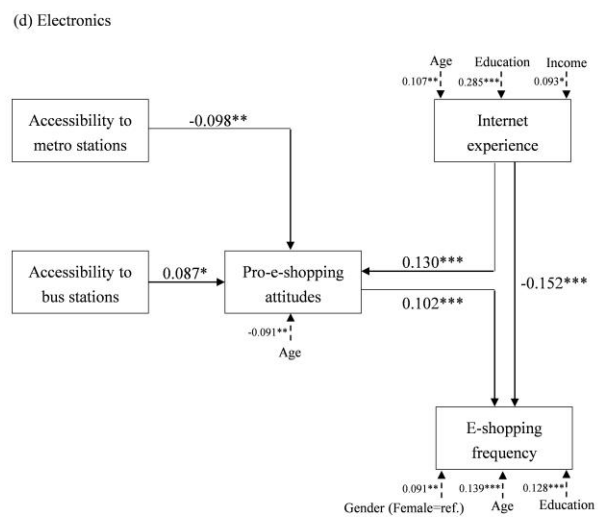 (d) Electronics
Age Education Income
0.107** 0.285*** 0.093*
Accessibility to
metro stations
-0.098**
Internet
experience
Accessibility to
bus stations
0.087*
Pro-e-shopping
attitudes
0.130***
0.102***
-0.152***
-0.091**
Age
E-shopping
frequency
0.091** 0.139*** 0.128***
Gender (Female=ref.) Age Education